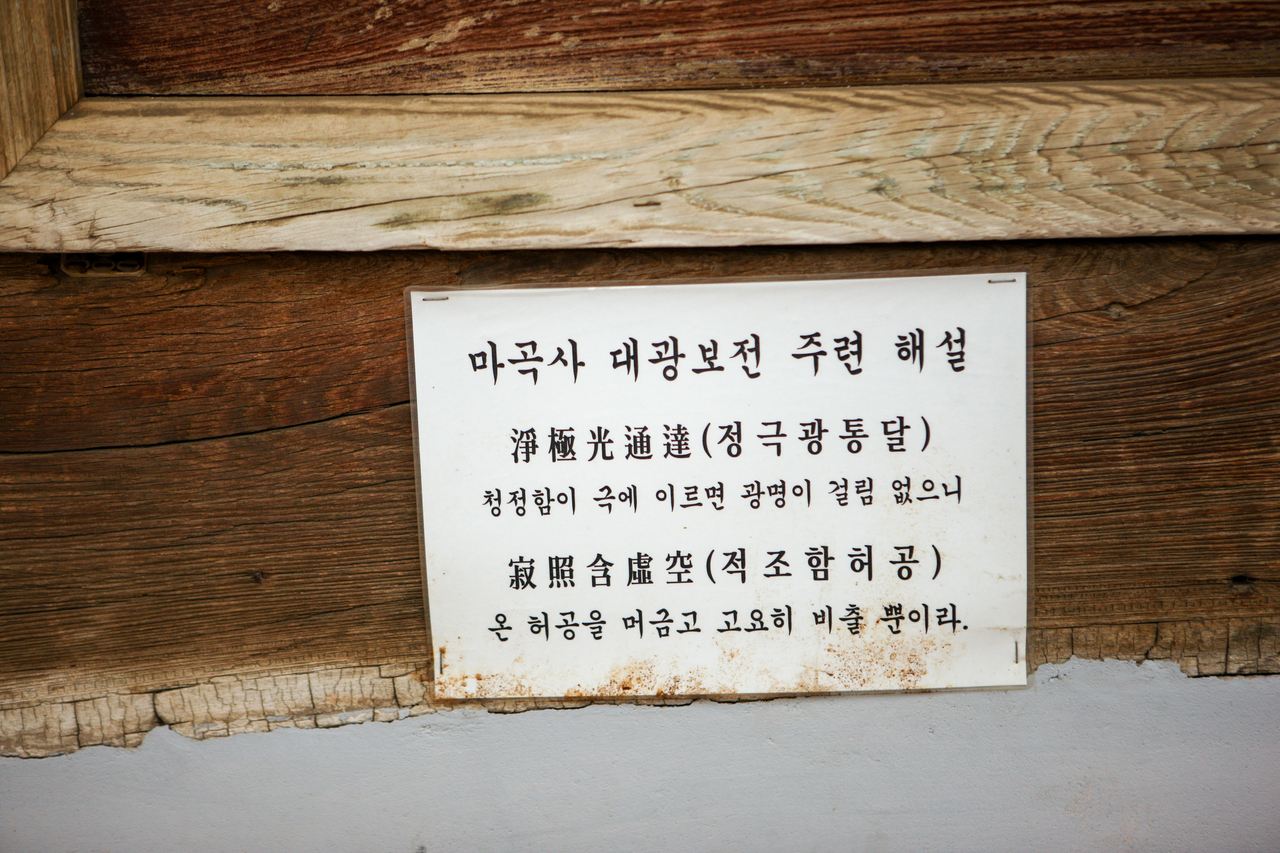 마곡사 대광보전 주련 해설
淨極光通達(정극광통달)
청정함이 극에 이르면 광명이 걸림 없으니
寂照含虛空(적조함허공)
온 허공을 머금고 고요히 비출 뿐이라.